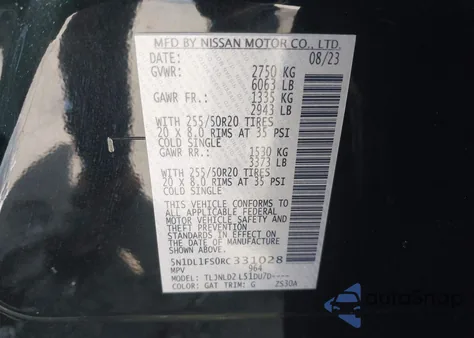 MFD BY NISSAN MOTOR CO., LTD.
DATE: 08/23
GVWR: 2750 KG
6063 LB
GAWR FR.: 1335 KG
2943 LB
WITH 255/50R20 TIRES
20 X 8.0 RIMS AT 35 PSI
COLD SINGLE
GAWR RR: 1530 KG
3373 LB
WITH 255/50R20 TIRES
20 X 8.0 RIMS AT 35 PSI
COLD SINGLE
THIS VEHICLE CONFORMS TO
ALL APPLICABLE FEDERAL
MOTOR VEHICLE SAFETY AND
THEFT PREVENTION
STANDARDS IN EFFECT ON
THE DATE OF MANUFACTURE
SHOWN ABOVE.
5N1DL1FS0RC331028
MPV 964
MODEL: TLJNLD2LS1DU7D----
COLOR: GAT TRIM: G 2S30A
AutoSnap